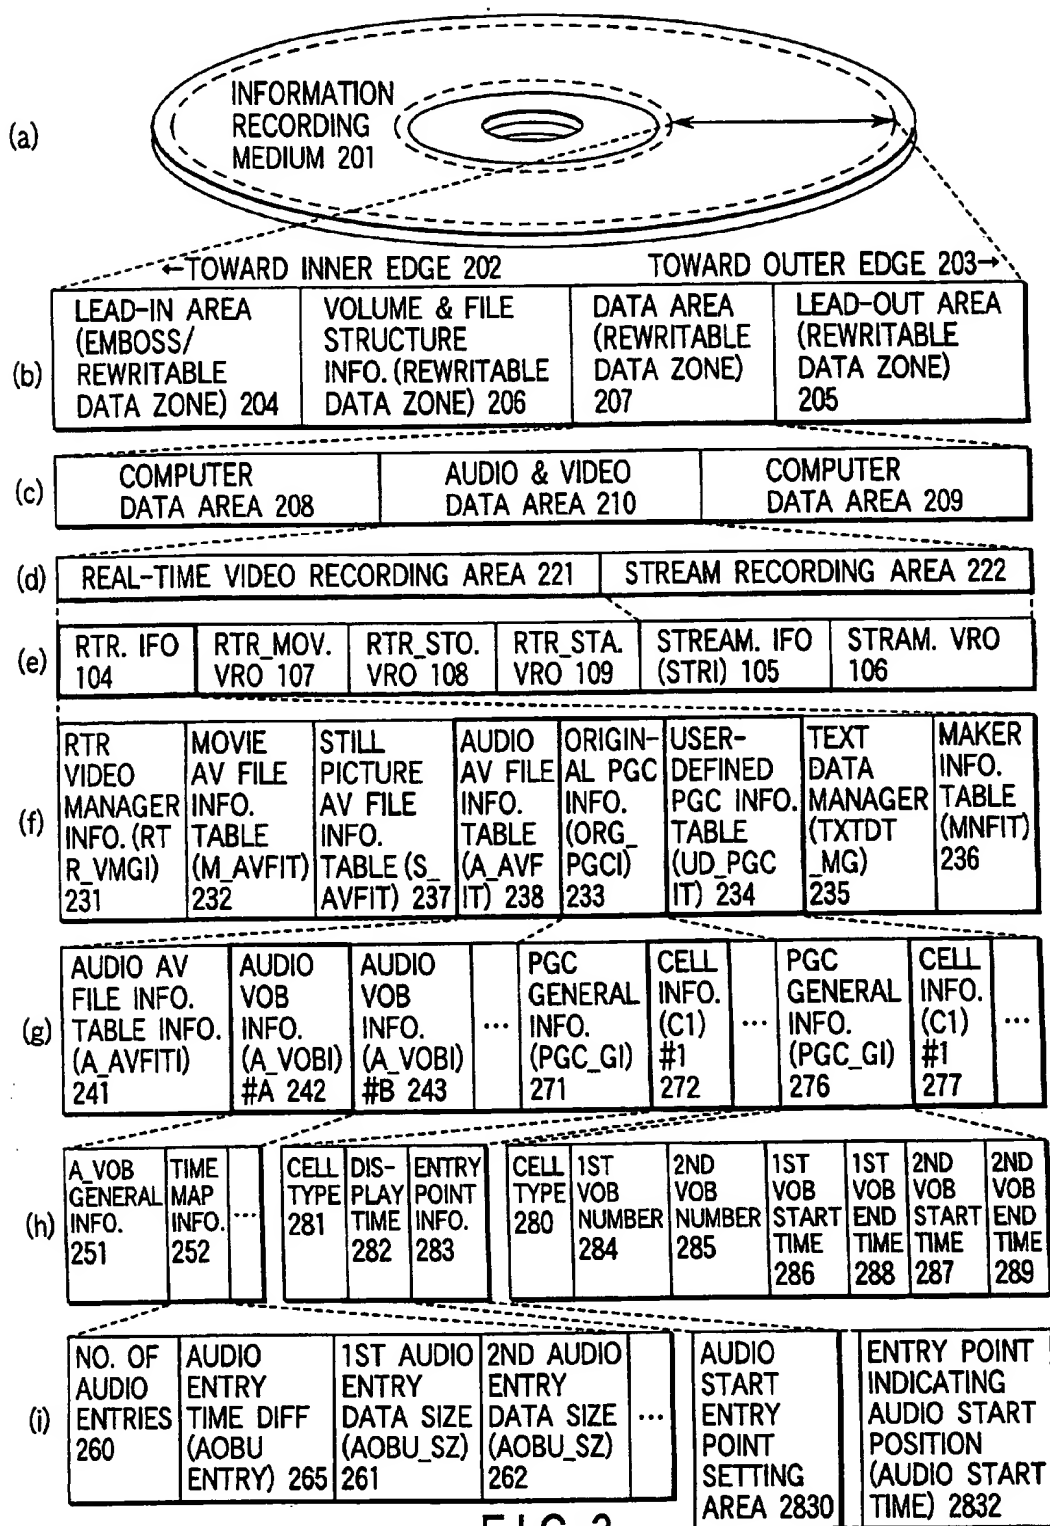 (a)
INFORMATION
RECORDING
MEDIUM 201
←TOWARD INNER EDGE 202
TOWARD OUTER EDGE 203→
(b)
LEAD-IN AREA
(EMBOSS/
REWRITABLE
DATA ZONE) 204
VOLUME & FILE
STRUCTURE
INFO. (REWRITABLE
DATA ZONE) 206
DATA AREA
(REWRITABLE
DATA ZONE)
207
LEAD-OUT AREA
(REWRITABLE
DATA ZONE)
205
(c)
COMPUTER
DATA AREA 208
AUDIO & VIDEO
DATA AREA 210
COMPUTER
DATA AREA 209
(d)
REAL-TIME VIDEO RECORDING AREA 221
STREAM RECORDING AREA 222
(e)
RTR. IFO
104
RTR_MOV.
VRO 107
RTR_STO.
VRO 108
RTR_STA.
VRO 109
STREAM. IFO
(STRI) 105
STRAM. VRO
106
(f)
RTR
VIDEO
MANAGER
INFO. (RT
R_VMGI)
231
MOVIE
AV FILE
INFO.
TABLE
(M_AVFIT)
232
STILL
PICTURE
AV FILE
INFO.
TABLE (S_
AVFIT) 237
AUDIO
AV FILE
INFO.
TABLE
(A_AVF
IT) 238
ORIGIN-
AL PGC
INFO.
(ORG_
PGCI)
233
USER-
DEFINED
PGC INFO.
TABLE
(UD_PGC
IT) 234
TEXT
DATA
MANAGER
(TXTDT
_MG)
235
MAKER
INFO.
TABLE
(MNFIT)
236
(g)
AUDIO AV
FILE INFO.
TABLE INFO.
(A_AVFITI)
241
AUDIO
VOB
INFO.
(A_VOBI)
#A 242
AUDIO
VOB
INFO.
(A_VOBI)
#B 243
...
PGC
GENERAL
INFO.
(PGC_GI)
271
CELL
INFO.
(C1)
#1
272
...
PGC
GENERAL
INFO.
(PGC_GI)
276
CELL
INFO.
(C1)
#1
277
...
(h)
A_VOB
GENERAL
INFO.
251
TIME
MAP
INFO.
252
...
CELL
TYPE
281
DIS-
PLAY
TIME
282
ENTRY
POINT
INFO.
283
CELL
TYPE
280
1ST
VOB
NUMBER
284
2ND
VOB
NUMBER
285
1ST
VOB
START
TIME
286
1ST
VOB
END
TIME
288
2ND
VOB
START
TIME
287
2ND
VOB
END
TIME
289
(i)
NO. OF
AUDIO
ENTRIES
260
AUDIO
ENTRY
TIME DIFF
(AOBU
ENTRY) 265
1ST AUDIO
ENTRY
DATA SIZE
(AOBU_SZ)
261
2ND AUDIO
ENTRY
DATA SIZE
(AOBU_SZ)
262
...
AUDIO
START
ENTRY
POINT
SETTING
AREA 2830
ENTRY POINT
INDICATING
AUDIO START
POSITION
(AUDIO START
TIME) 2832